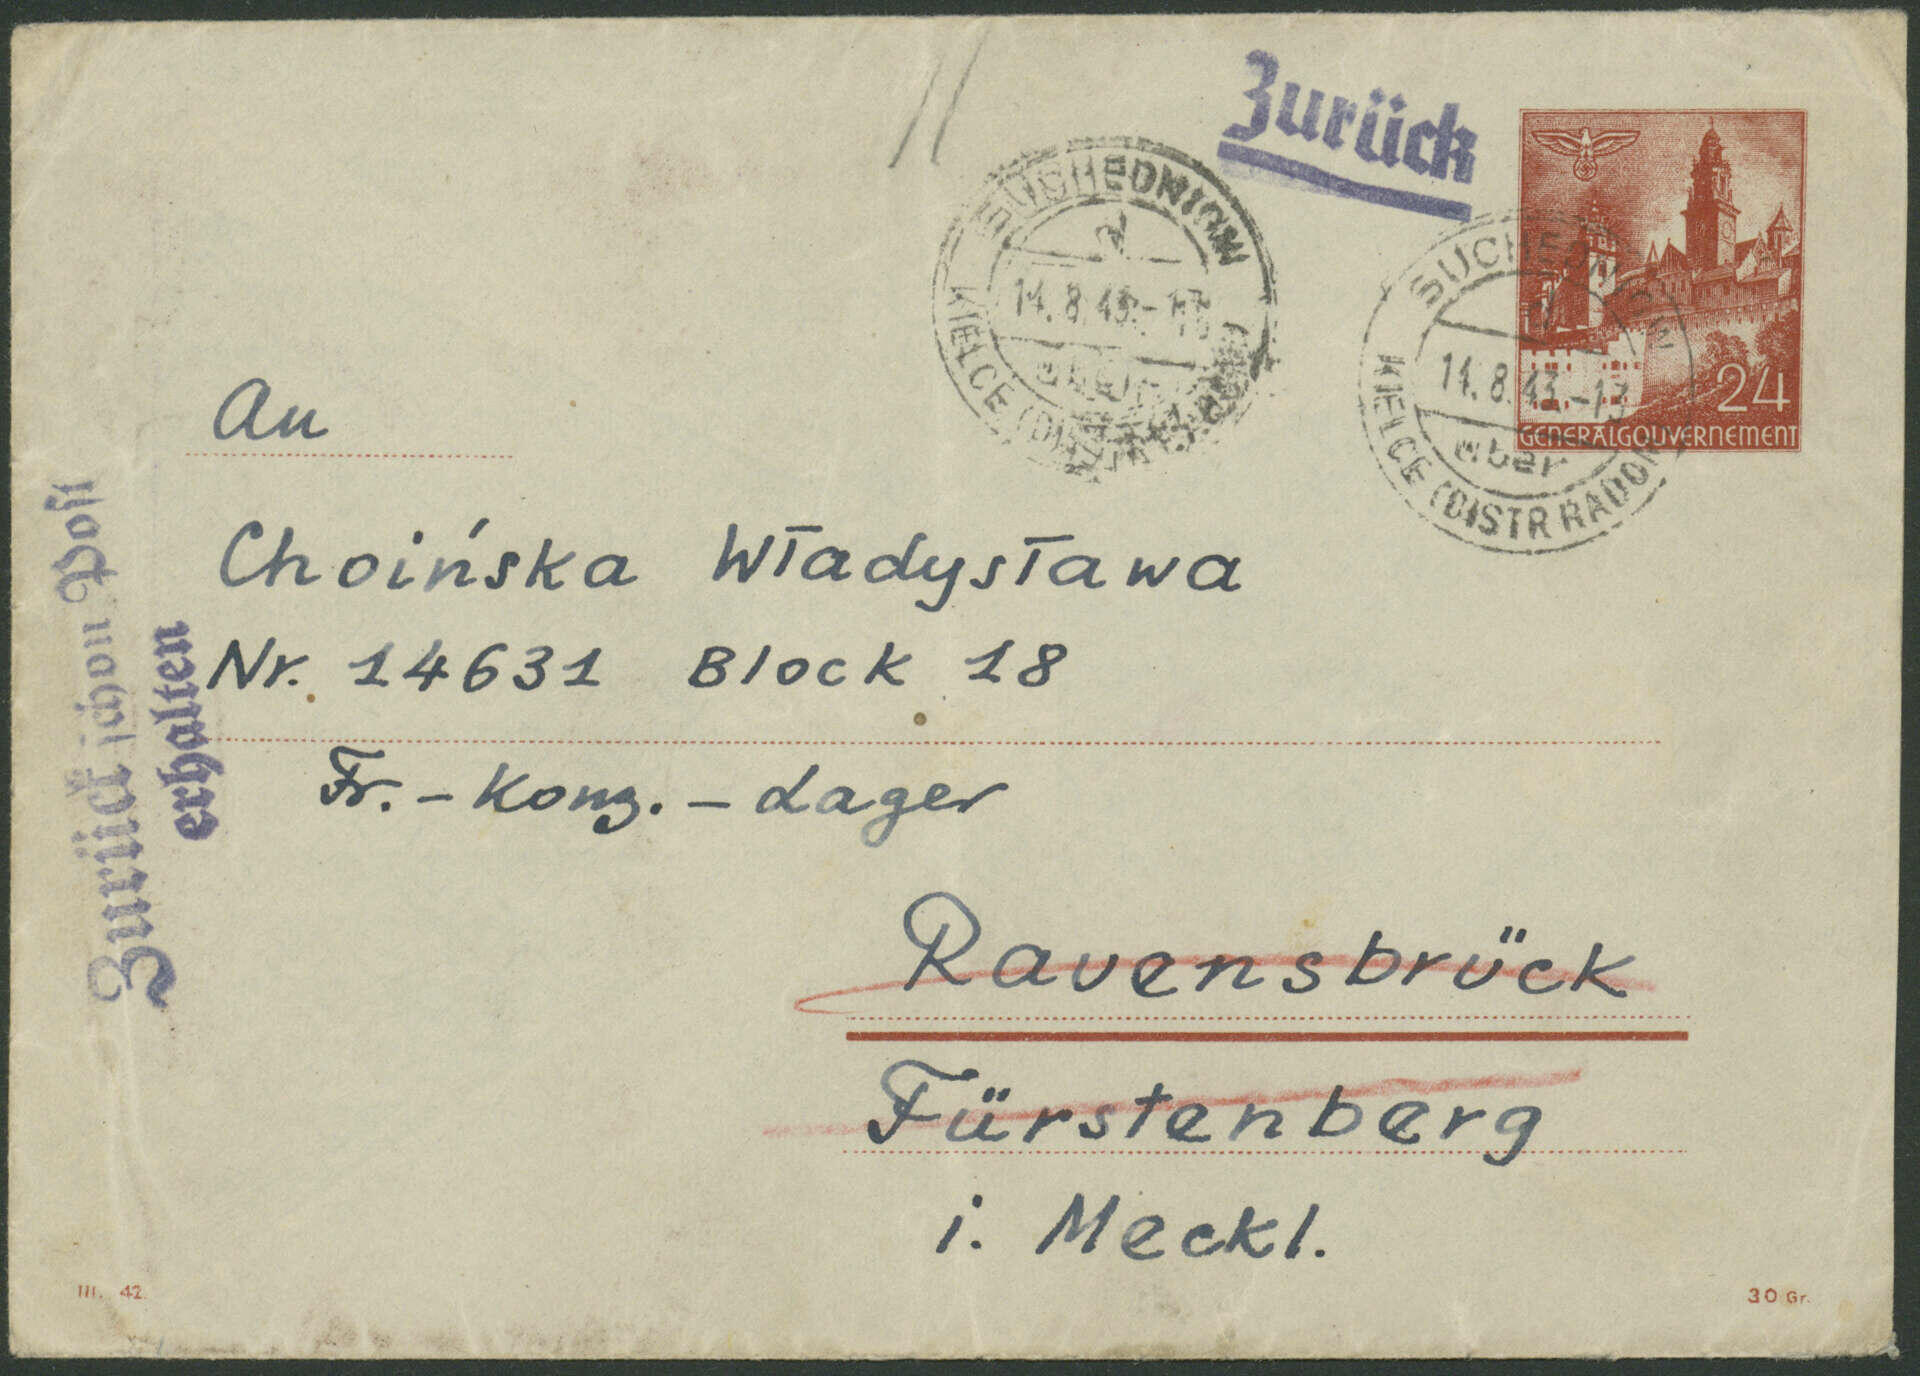 Zurück
SUCHEDNIOW
14.8.43.-13
KIELCE
SUCHEDNIOW
14.8.43.-13
über
KIELCE (DISTR RADOM
24
GENERALGOUVERNEMENT
An
Choińska Władysława
Nr. 14631 Block 18
Fr. - Konz. - Lager
Ravensbrück
Fürstenberg
i. Meckl.
Zurück schon Post
erhalten
III. 42.
30 Gr.